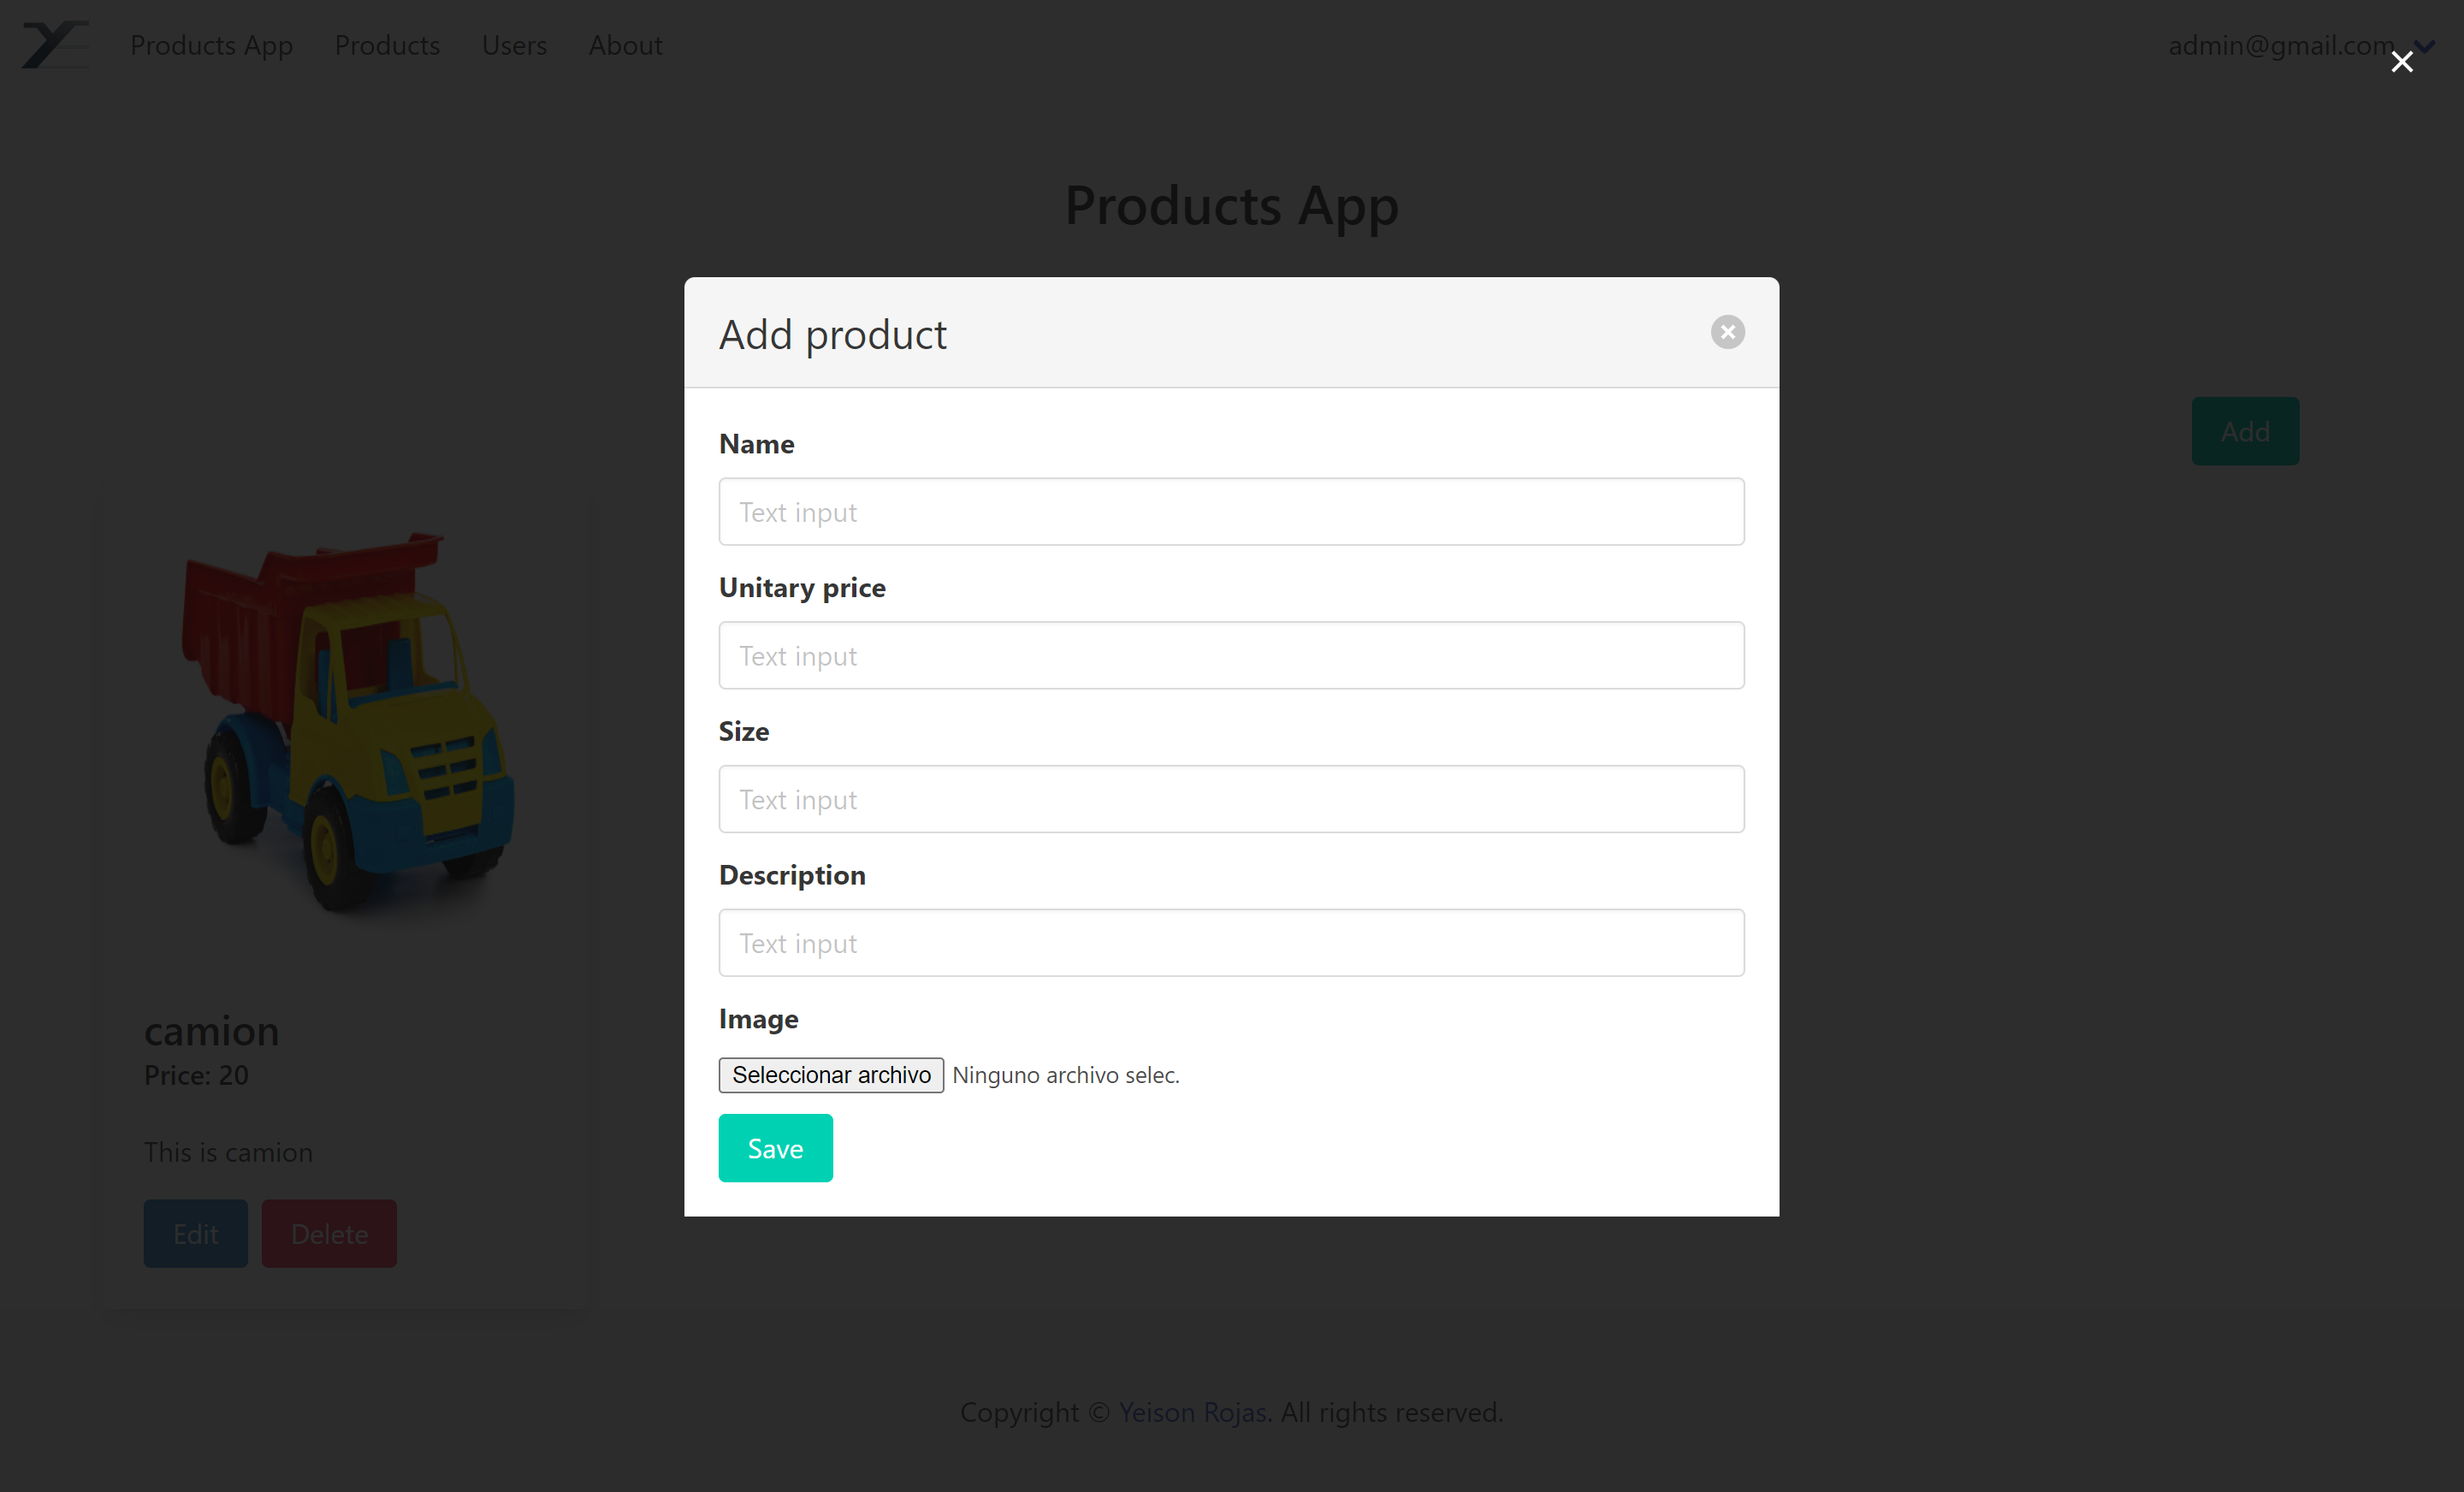 Products App Products Users About admin@gmail.com
Products App
Add product
Add
Name
Text input
Unitary price
Text input
Size
Text input
Description
Text input
Image
Seleccionar archivo Ninguno archivo selec.
Save
camion
Price: 20
This is camion
Edit Delete
Copyright © Yeison Rojas. All rights reserved.